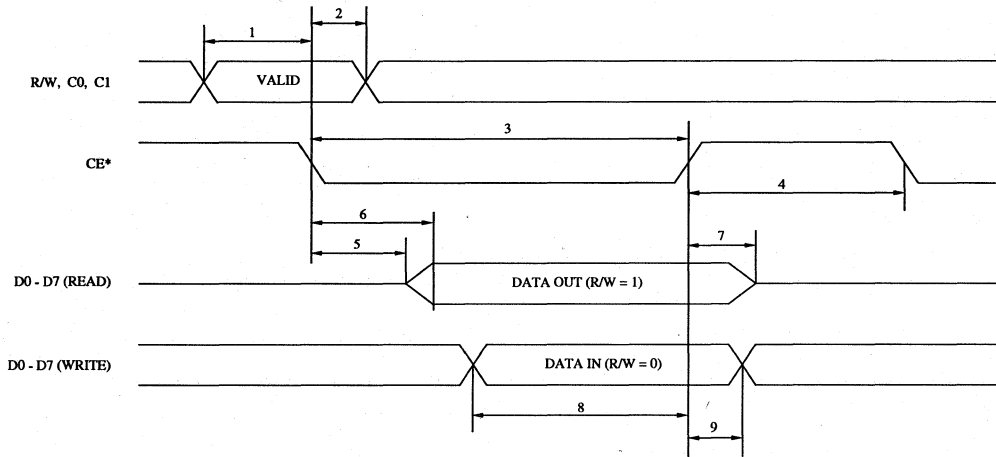 2
1
R/W, C0, C1
VALID
3
CE*
4
6
5
7
D0 - D7 (READ)
DATA OUT (R/W = 1)
D0 - D7 (WRITE)
DATA IN (R/W = 0)
8
9